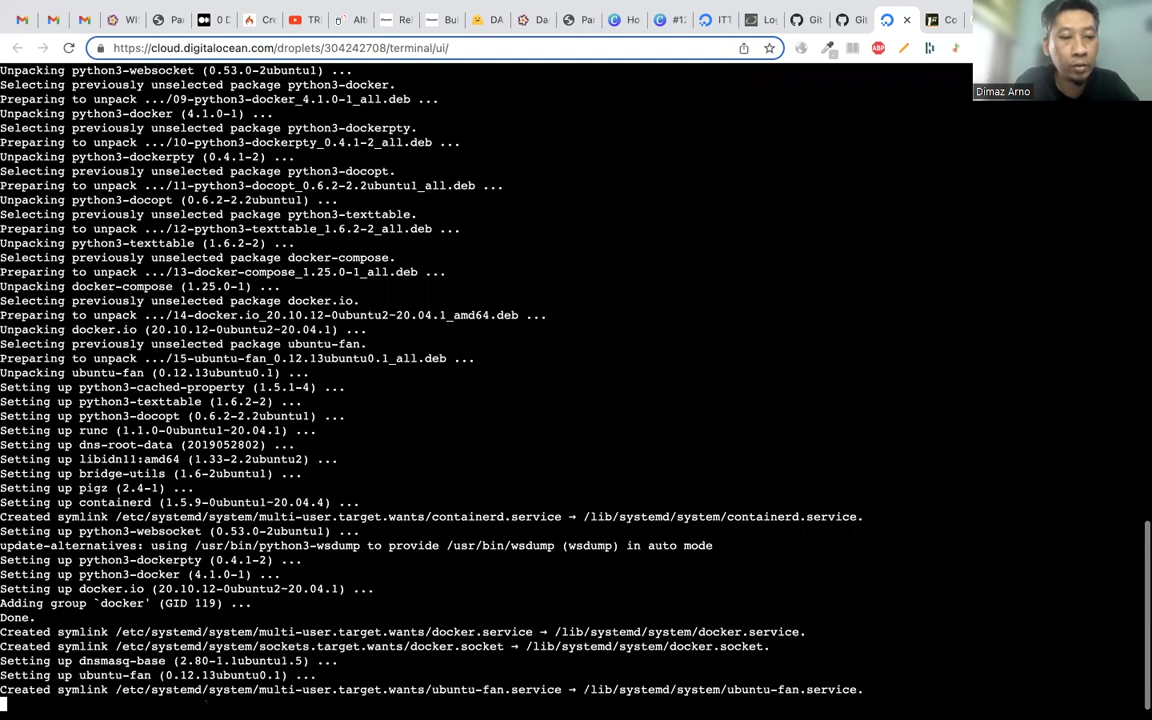 WI
Par
0 D
Cre
TR
Alt
Rel
Bui
DA
Da
Par
Ho
#12
ITT
Log
Git
Git
Co
https://cloud.digitalocean.com/droplets/304242708/terminal/ui/
ABP
Dimaz Arno
Unpacking python3-websocket (0.53.0-2ubuntu1) ...
Selecting previously unselected package python3-docker.
Preparing to unpack .../09-python3-docker_4.1.0-1_all.deb ...
Unpacking python3-docker (4.1.0-1) ...
Selecting previously unselected package python3-dockerpty.
Preparing to unpack .../10-python3-dockerpty_0.4.1-2_all.deb ...
Unpacking python3-dockerpty (0.4.1-2) ...
Selecting previously unselected package python3-docopt.
Preparing to unpack .../11-python3-docopt_0.6.2-2.2ubuntu1_all.deb ...
Unpacking python3-docopt (0.6.2-2.2ubuntu1) ...
Selecting previously unselected package python3-texttable.
Preparing to unpack .../12-python3-texttable_1.6.2-2_all.deb ...
Unpacking python3-texttable (1.6.2-2) ...
Selecting previously unselected package docker-compose.
Preparing to unpack .../13-docker-compose_1.25.0-1_all.deb ...
Unpacking docker-compose (1.25.0-1) ...
Selecting previously unselected package docker.io.
Preparing to unpack .../14-docker.io_20.10.12-0ubuntu2~20.04.1_amd64.deb ...
Unpacking docker.io (20.10.12-0ubuntu2~20.04.1) ...
Selecting previously unselected package ubuntu-fan.
Preparing to unpack .../15-ubuntu-fan_0.12.13ubuntu0.1_all.deb ...
Unpacking ubuntu-fan (0.12.13ubuntu0.1) ...
Setting up python3-cached-property (1.5.1-4) ...
Setting up python3-texttable (1.6.2-2) ...
Setting up python3-docopt (0.6.2-2.2ubuntu1) ...
Setting up runc (1.1.0-0ubuntu1~20.04.1) ...
Setting up dns-root-data (2019052802) ...
Setting up libidn11:amd64 (1.33-2.2ubuntu2) ...
Setting up bridge-utils (1.6-2ubuntu1) ...
Setting up pigz (2.4-1) ...
Setting up containerd (1.5.9-0ubuntu1~20.04.4) ...
Created symlink /etc/systemd/system/multi-user.target.wants/containerd.service → /lib/systemd/system/containerd.service.
Setting up python3-websocket (0.53.0-2ubuntu1) ...
update-alternatives: using /usr/bin/python3-wsdump to provide /usr/bin/wsdump (wsdump) in auto mode
Setting up python3-dockerpty (0.4.1-2) ...
Setting up python3-docker (4.1.0-1) ...
Setting up docker.io (20.10.12-0ubuntu2~20.04.1) ...
Adding group `docker' (GID 119) ...
Done.
Created symlink /etc/systemd/system/multi-user.target.wants/docker.service → /lib/systemd/system/docker.service.
Created symlink /etc/systemd/system/sockets.target.wants/docker.socket → /lib/systemd/system/docker.socket.
Setting up dnsmasq-base (2.80-1.1ubuntu1.5) ...
Setting up ubuntu-fan (0.12.13ubuntu0.1) ...
Created symlink /etc/systemd/system/multi-user.target.wants/ubuntu-fan.service → /lib/systemd/system/ubuntu-fan.service.